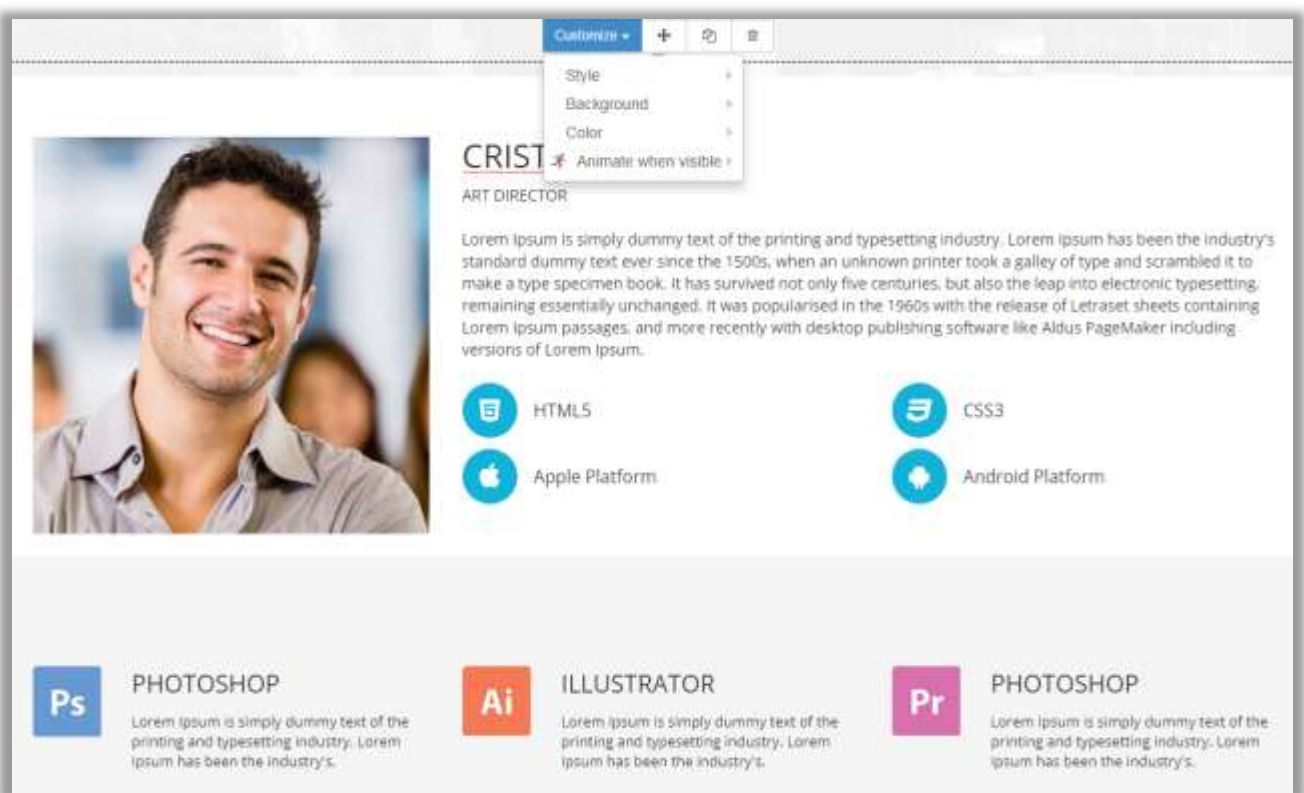 Customize
Style
Background
Color
Animate when visible
CRIST
ART DIRECTOR
Lorem Ipsum is simply dummy text of the printing and typesetting industry. Lorem Ipsum has been the industry's
standard dummy text ever since the 1500s, when an unknown printer took a galley of type and scrambled it to
make a type specimen book. It has survived not only five centuries, but also the leap into electronic typesetting,
remaining essentially unchanged. It was popularised in the 1960s with the release of Letraset sheets containing
Lorem Ipsum passages, and more recently with desktop publishing software like Aldus PageMaker including
versions of Lorem Ipsum.
HTML5
CSS3
Apple Platform
Android Platform
Ps
PHOTOSHOP
Lorem Ipsum is simply dummy text of the
printing and typesetting industry. Lorem
Ipsum has been the industry's.
Ai
ILLUSTRATOR
Lorem Ipsum is simply dummy text of the
printing and typesetting industry. Lorem
Ipsum has been the industry's.
Pr
PHOTOSHOP
Lorem Ipsum is simply dummy text of the
printing and typesetting industry. Lorem
Ipsum has been the industry's.